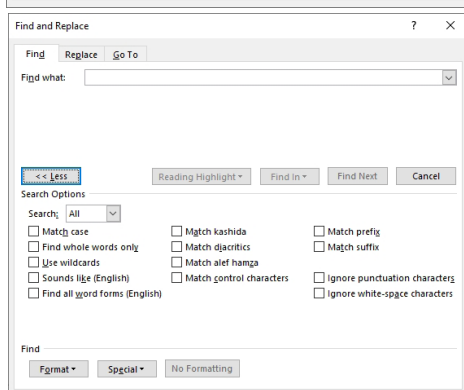 Find and Replace ? ×
Find Replace Go To
Find what:
<< Less Reading Highlight Find In Find Next Cancel
Search Options
Search: All
Match case Match kashida Match prefix
Find whole words only Match diacritics Match suffix
Use wildcards Match alef hamza
Sounds like (English) Match control characters Ignore punctuation characters
Find all word forms (English) Ignore white-space characters
Find
Format Special No Formatting